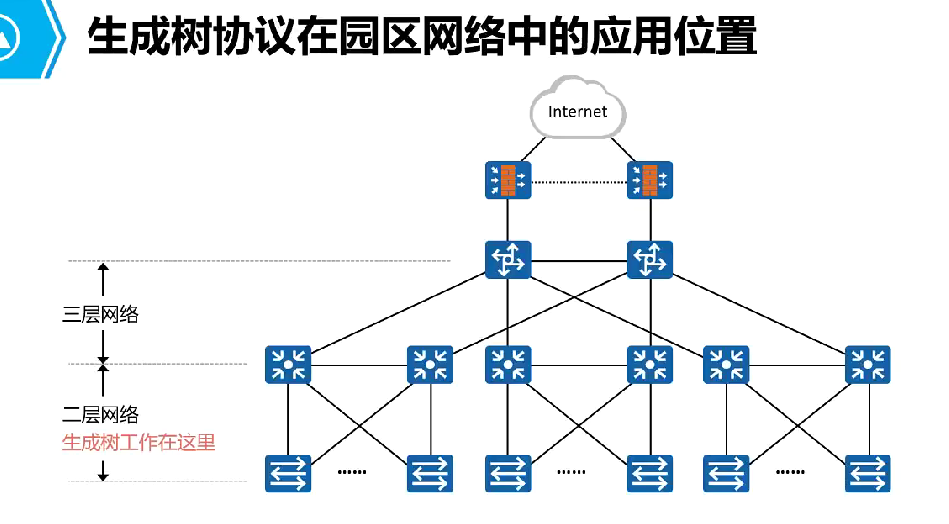 生成树协议在园区网络中的应用位置
Internet
三层网络
二层网络
生成树工作在这里
…… …… ……